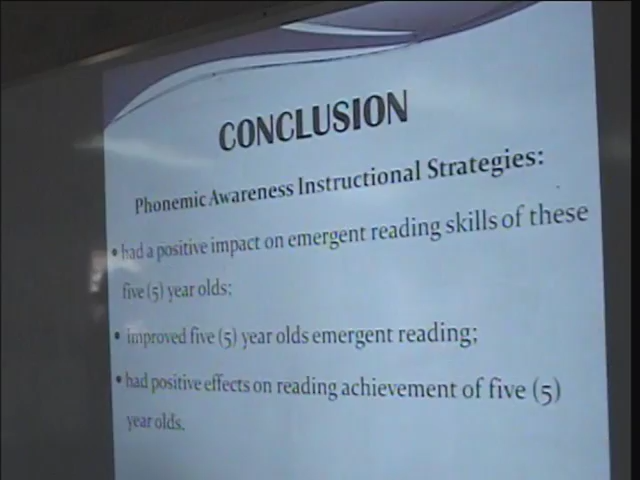 CONCLUSION
Phonemic Awareness Instructional Strategies:
• had a positive impact on emergent reading skills of these
five (5) year olds;
• improved five (5) year olds emergent reading;
• had positive effects on reading achievement of five (5)
year olds.